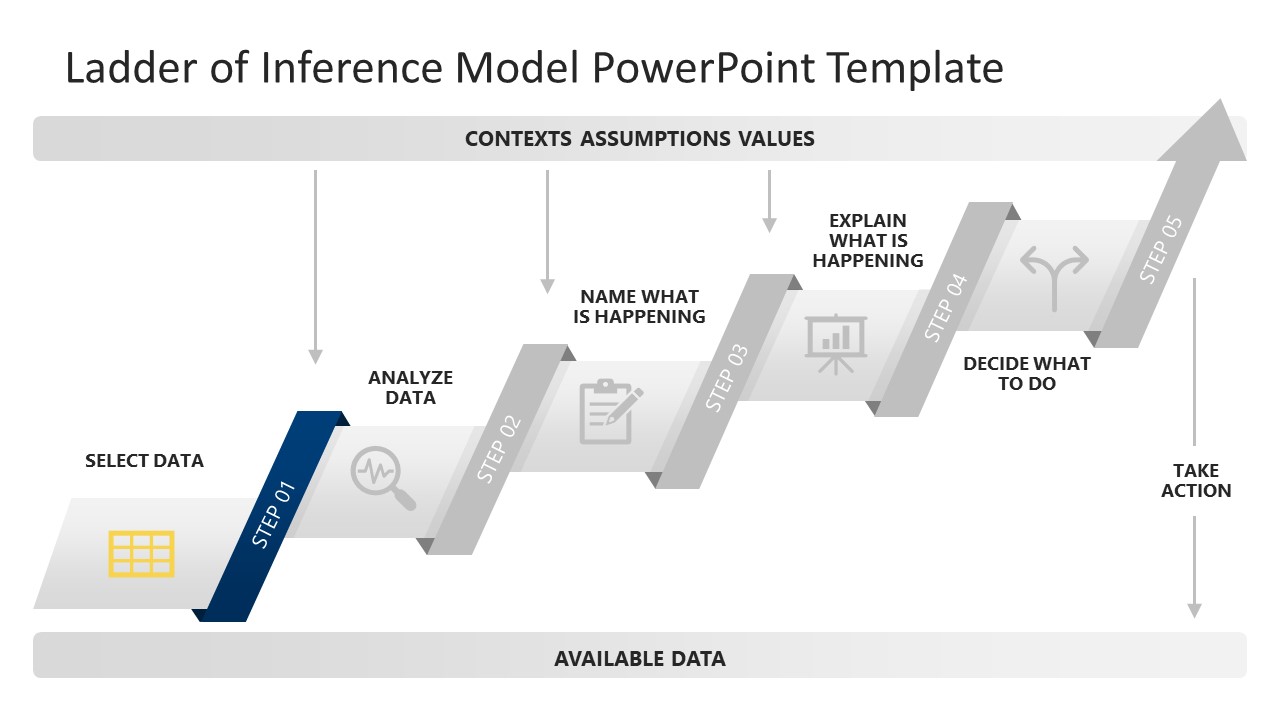 Ladder of Inference Model PowerPoint Template
CONTEXTS ASSUMPTIONS VALUES
SELECT DATA
STEP 01
ANALYZE
DATA
STEP 02
NAME WHAT
IS HAPPENING
STEP 03
EXPLAIN
WHAT IS
HAPPENING
STEP 04
DECIDE WHAT
TO DO
STEP 05
TAKE
ACTION
AVAILABLE DATA